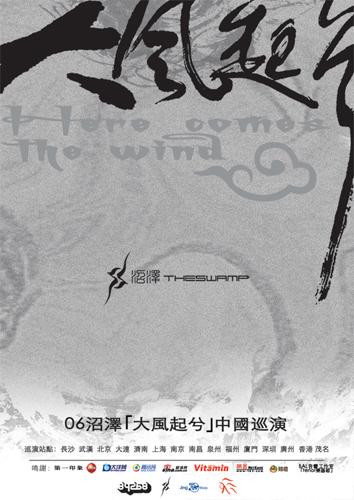 大風起兮
Here comes
The wind
沼澤 THESWAMP
06沼澤「大風起兮」中國巡演
巡演站點: 長沙 武漢 北京 大連 濟南 上海 南京 南昌 泉州 福州 廈門 深圳 廣州 香港 茂名
鳴謝: 第一印象 Vitamin